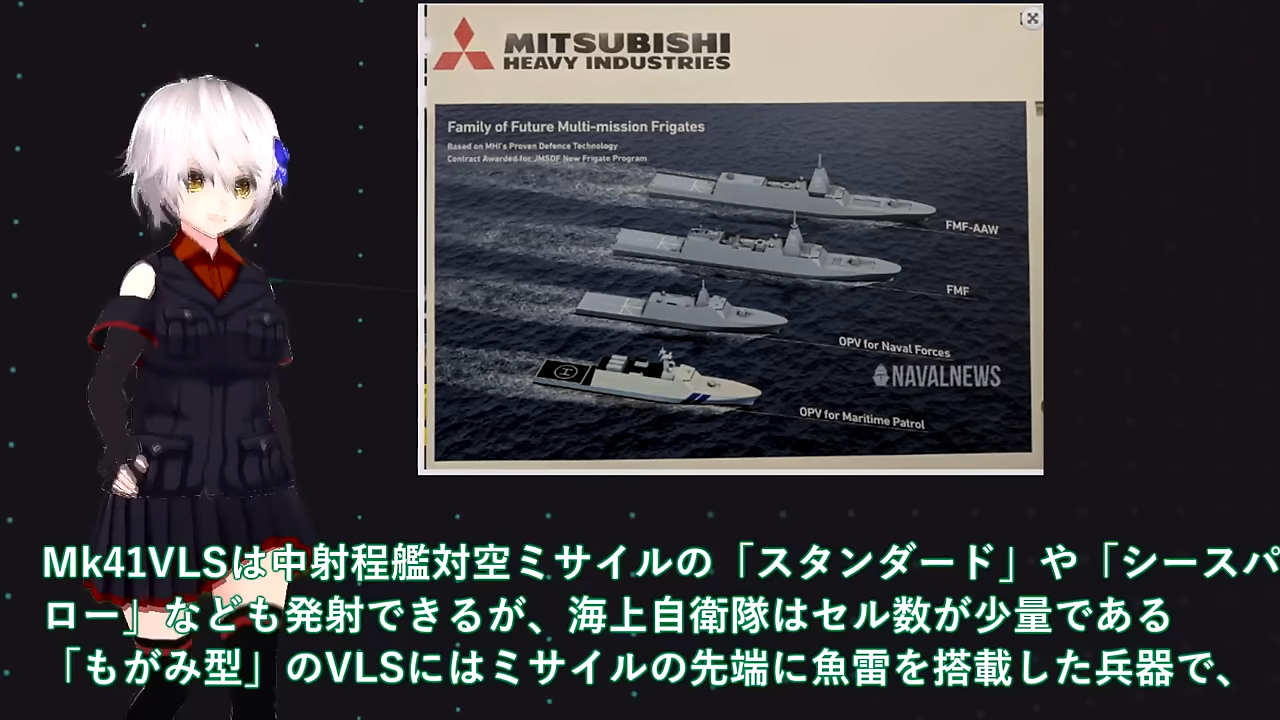 MITSUBISHI
HEAVY INDUSTRIES
Family of Future Multi-mission Frigates
Based on MHI's Proven Defence Technology
Contract Awarded for JMSDF New Frigate Program
FMF-AAW
FMF
OPV for Naval Forces
NAVALNEWS
OPV for Maritime Patrol
Mk41VLSは中射程艦対空ミサイルの「スタンダード」や「シースパ
ロー」なども発射できるが、海上自衛隊はセル数が少量である
「もがみ型」のVLSにはミサイルの先端に魚雷を搭載した兵器で、